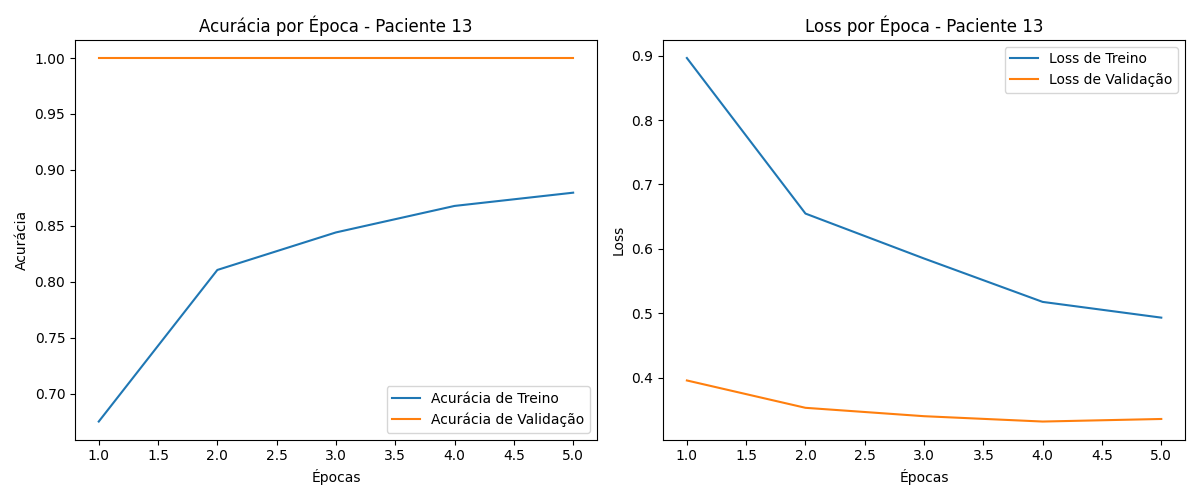 Acurácia por Época - Paciente 13
1.00
0.95
0.90
0.85
0.80
0.75
0.70
Acurácia
Acurácia de Treino
Acurácia de Validação
1.0 1.5 2.0 2.5 3.0 3.5 4.0 4.5 5.0
Épocas
Loss por Época - Paciente 13
Loss de Treino
Loss de Validação
0.9
0.8
0.7
0.6
0.5
0.4
Loss
1.0 1.5 2.0 2.5 3.0 3.5 4.0 4.5 5.0
Épocas